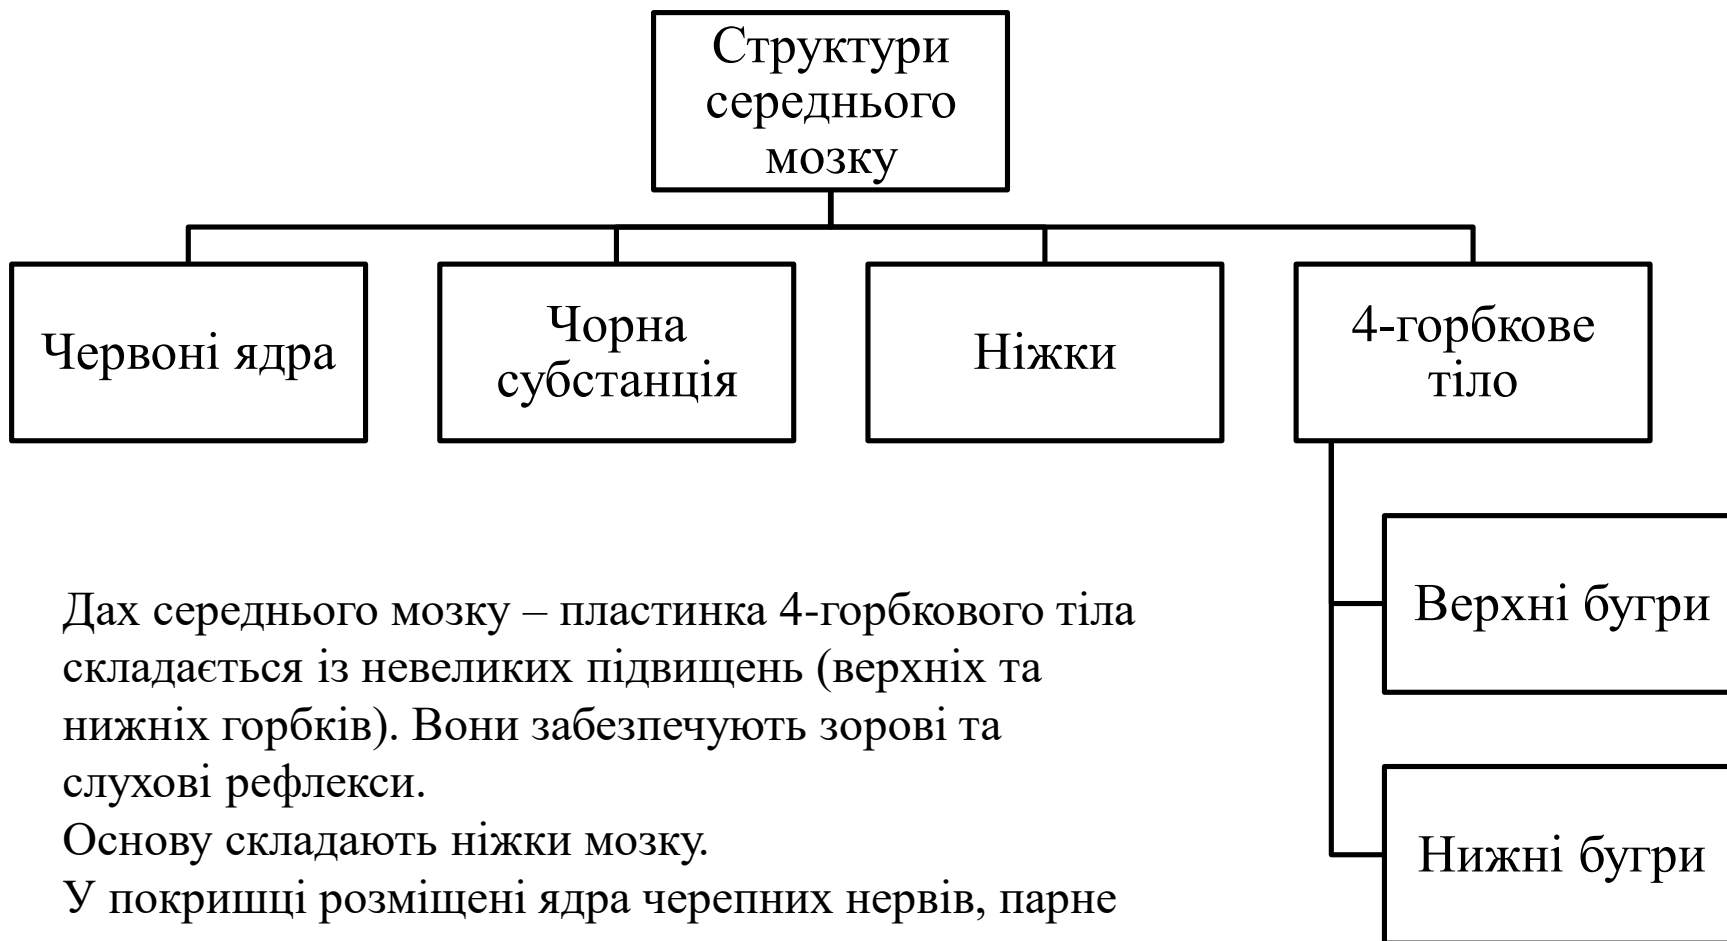 Структури
середнього
мозку
Червоні ядра
Чорна
субстанція
Ніжки
4-горбкове
тіло
Верхні бугри
Нижні бугри
Дах середнього мозку – пластинка 4-горбкового тіла
складається із невеликих підвищень (верхніх та
нижніх горбків). Вони забезпечують зорові та
слухові рефлекси.
Основу складають ніжки мозку.
У покришці розміщені ядра черепних нервів, парне